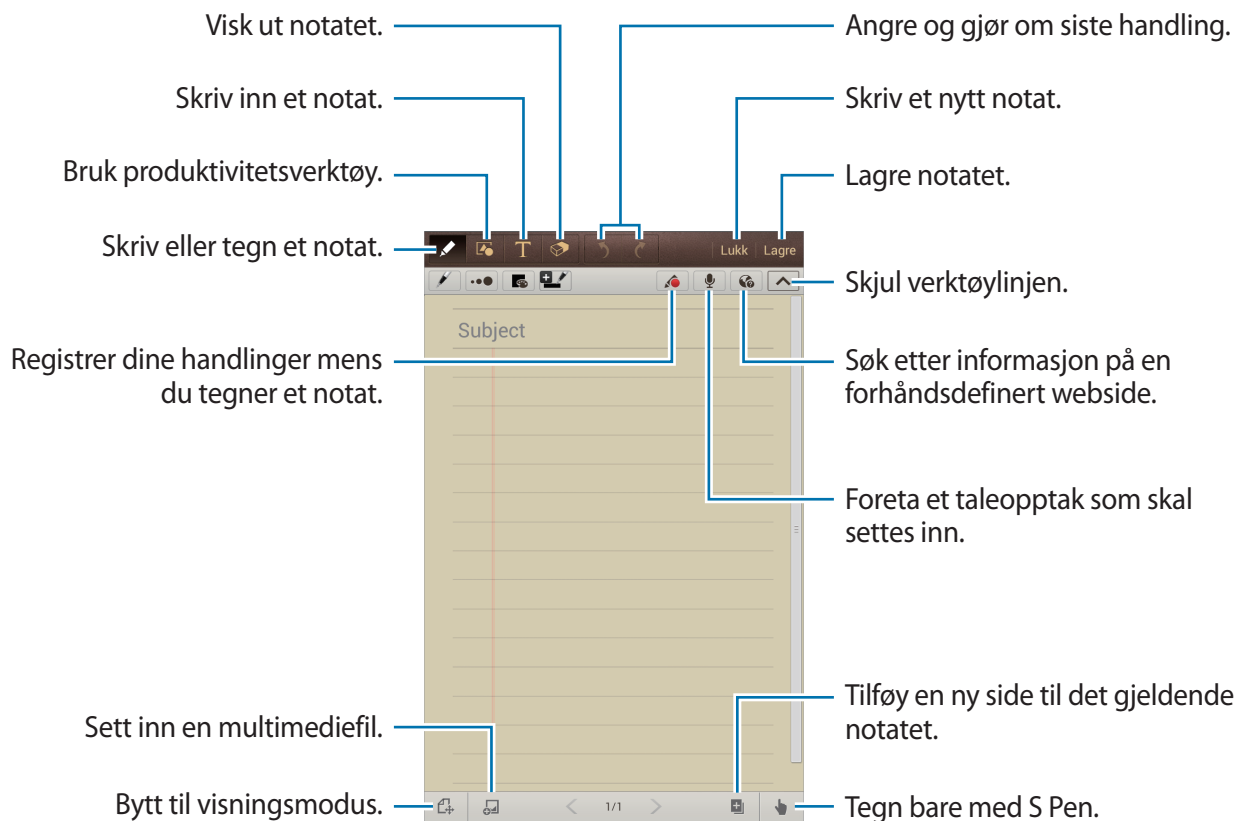 Visk ut notatet.
Angre og gjør om siste handling.
Skriv inn et notat.
Skriv et nytt notat.
Bruk produktivitetsverktøy.
Lagre notatet.
Skriv eller tegn et notat.
T
Lukk
Lagre
Skjul verktøylinjen.
Subject
Registrer dine handlinger mens
du tegner et notat.
Søk etter informasjon på en
forhåndsdefinert webside.
Foreta et taleopptak som skal
settes inn.
Tilføy en ny side til det gjeldende
notatet.
Sett inn en multimediefil.
Bytt til visningsmodus.
1/1
Tegn bare med S Pen.